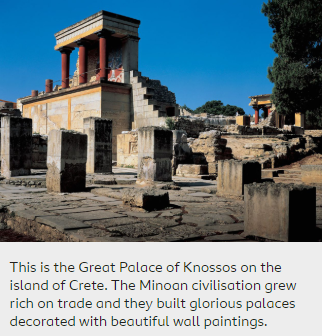 This is the Great Palace of Knossos on the
island of Crete. The Minoan civilisation grew
rich on trade and they built glorious palaces
decorated with beautiful wall paintings.